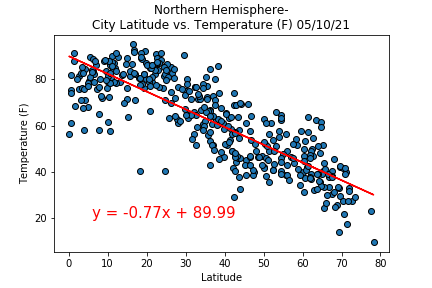 Northern Hemisphere-
City Latitude vs. Temperature (F) 05/10/21
Temperature (F)
80
60
40
20
y = -0.77x + 89.99
0 10 20 30 40 50 60 70 80
Latitude